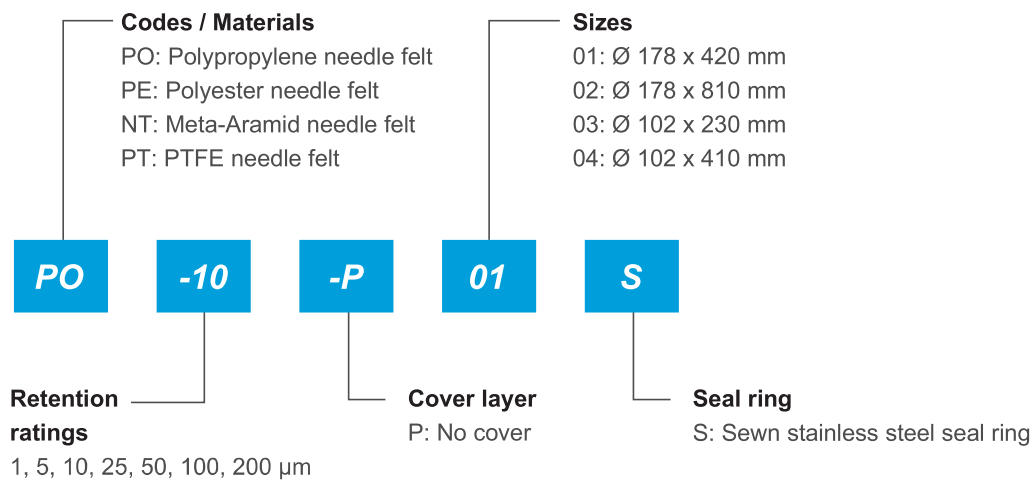 Codes / Materials
PO: Polypropylene needle felt
PE: Polyester needle felt
NT: Meta-Aramid needle felt
PT: PTFE needle felt
Sizes
01: Ø 178 x 420 mm
02: Ø 178 x 810 mm
03: Ø 102 x 230 mm
04: Ø 102 x 410 mm
PO -10 -P 01 S
Retention
ratings
1, 5, 10, 25, 50, 100, 200 µm
Cover layer
P: No cover
Seal ring
S: Sewn stainless steel seal ring